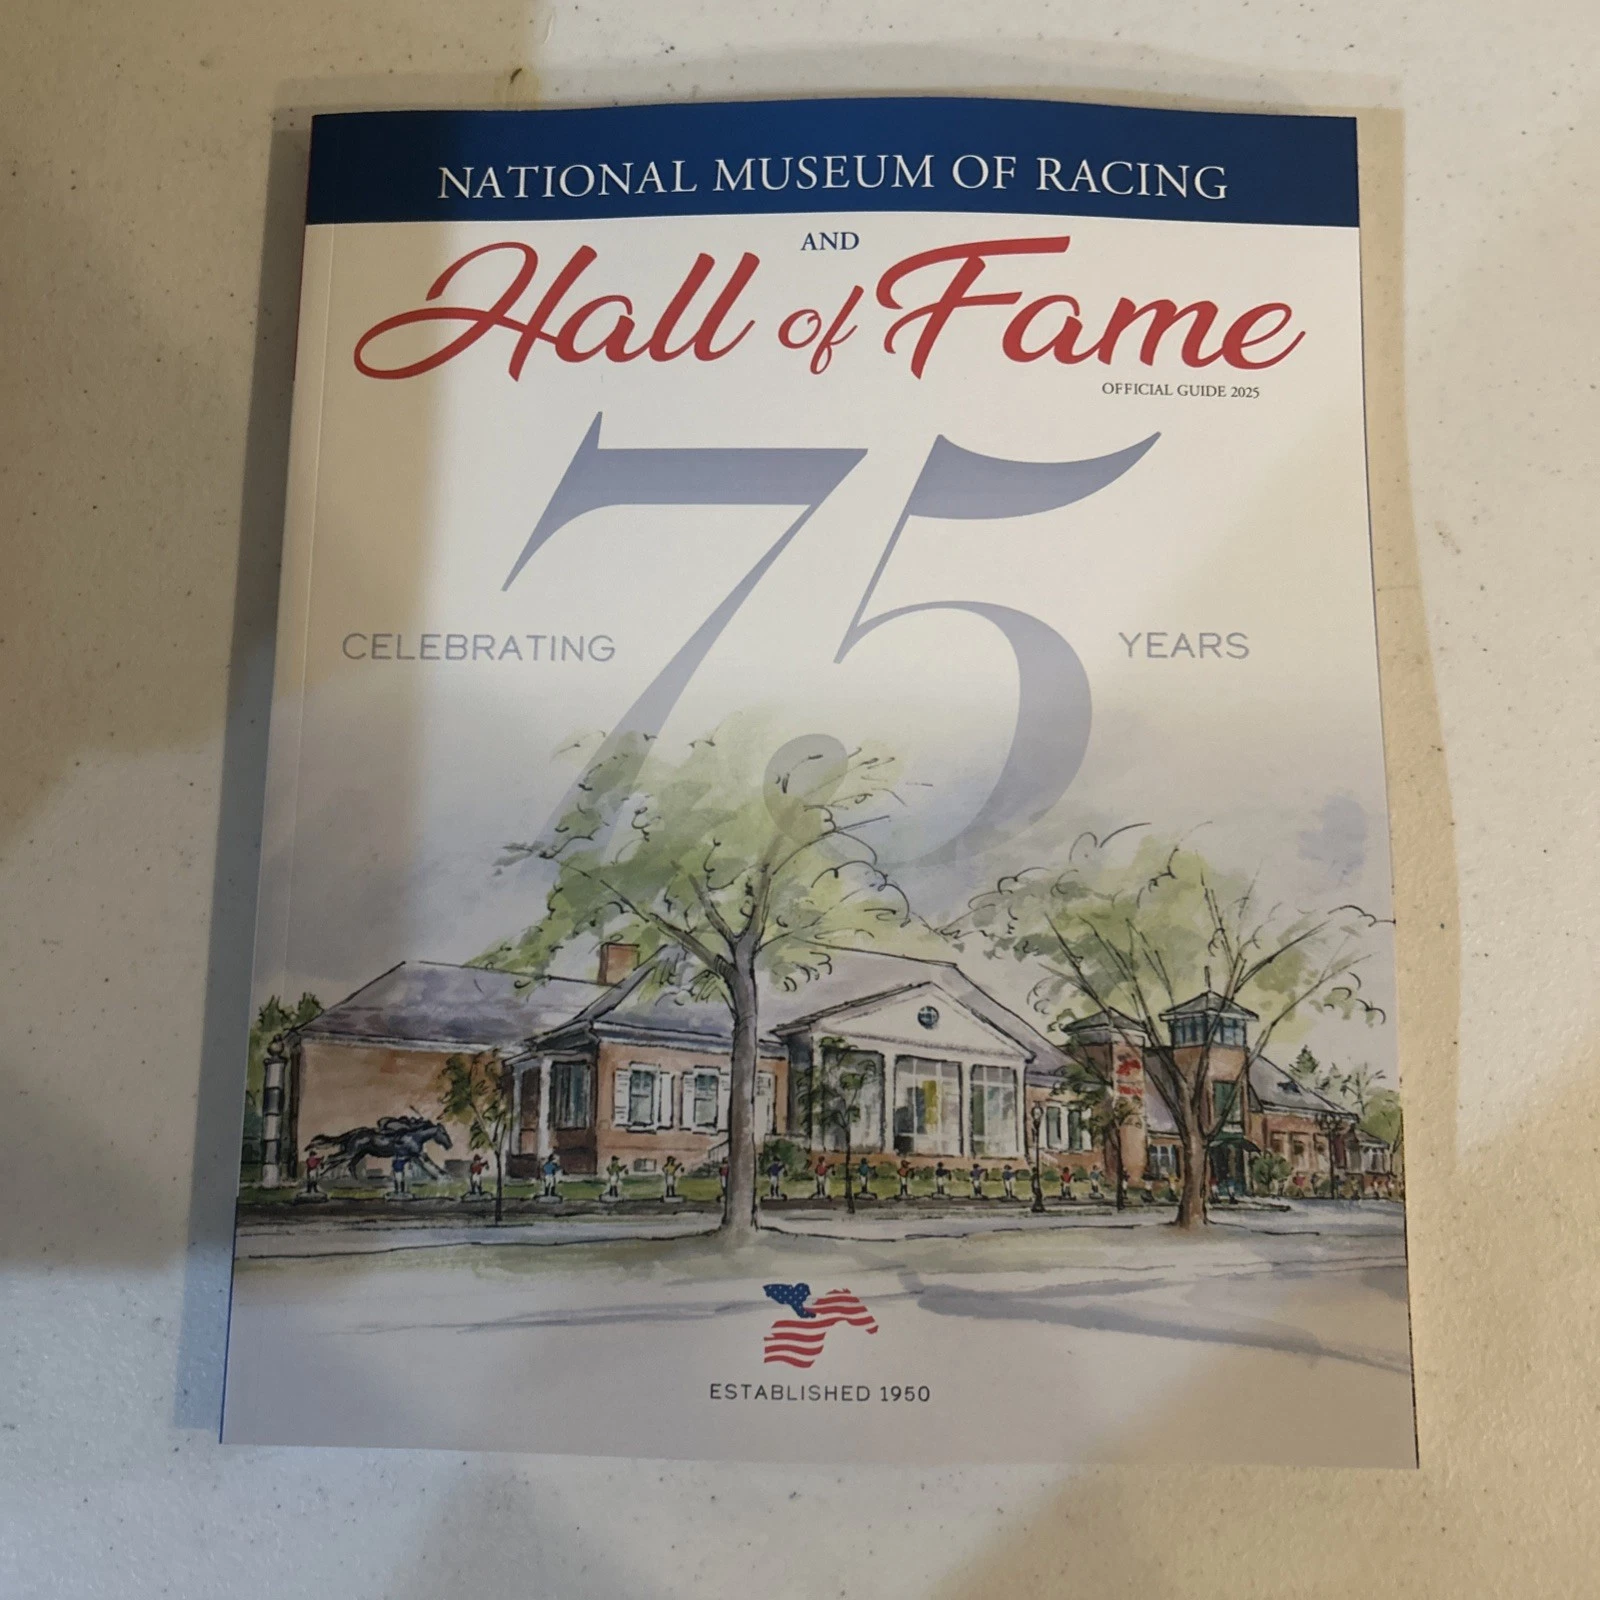 NATIONAL MUSEUM OF RACING
AND
Hall of Fame
OFFICIAL GUIDE 2025
75
CELEBRATING YEARS
ESTABLISHED 1950